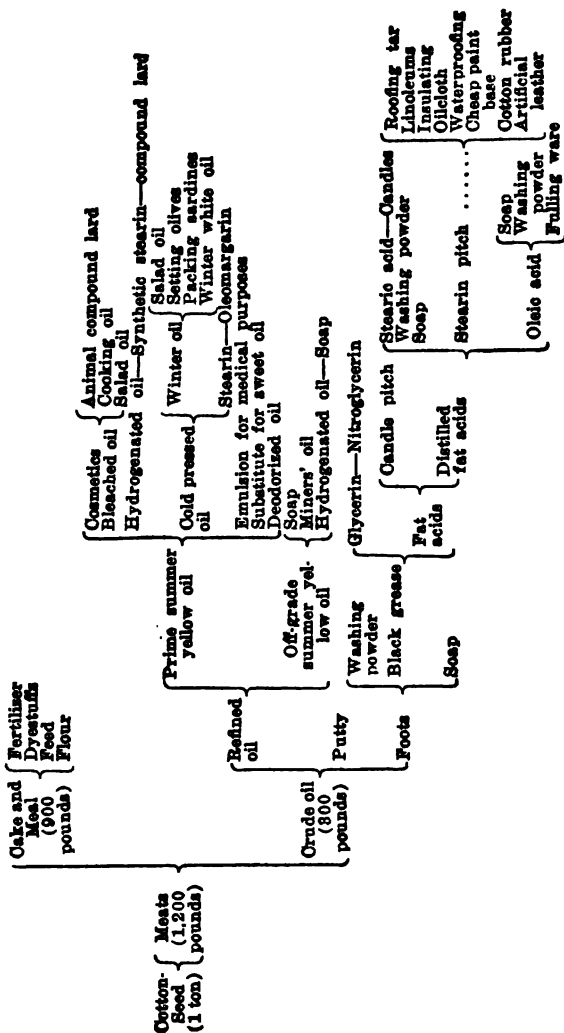 Cotton-
Seed
(1 ton)
Meats
(1,200
pounds)
Cake and
Meal
(900
pounds)
Fertilizer
Dyestuffs
Feed
Flour
Crude oil
(300
pounds)
Refined
oil
Putty
Foots
Prime summer
yellow oil
Off-grade
summer yel-
low oil
Cosmetics
Bleached oil
Animal compound lard
Cooking oil
Salad oil
Hydrogenated oil—Synthetic stearin—compound lard
Cold pressed
oil
Winter oil
Salad oil
Setting olives
Packing sardines
Winter white oil
Stearin—Oleomargarin
Emulsion for medical purposes
Substitute for sweet oil
Deodorized oil
Soap
Miners' oil
Hydrogenated oil—Soap
Washing
powder
Black grease
Soap
Glycerin—Nitroglycerin
Fat
acids
Candle pitch
Distilled
fat acids
Stearic acid—Candles
Washing powder
Soap
Stearin pitch ......
Roofing tar
Linoleums
Insulating
Oilcloth
Waterproofing
Cheap paint
base
Cotton rubber
Artificial
leather
Oleic acid
Soap
Washing
powder
Fulling ware